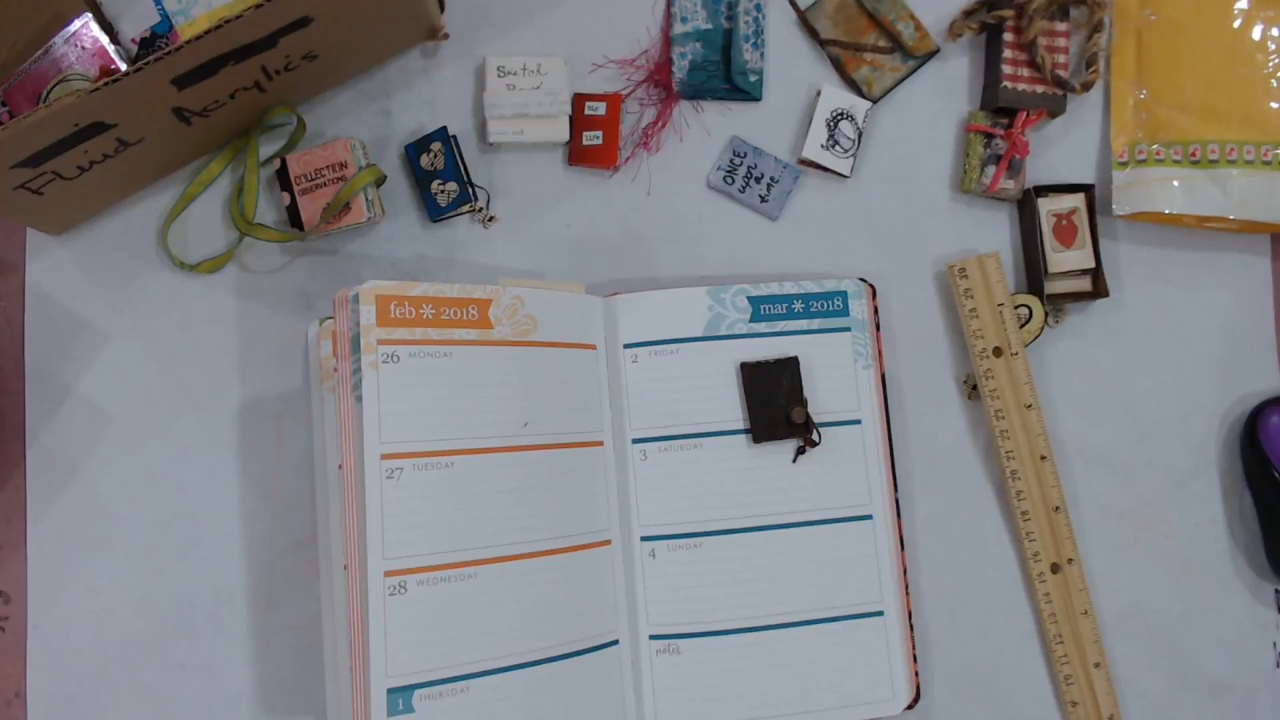 Fluid Acrylics
COLLECTION
OBSERVATIONS
Sketch
ONCE
upon
a
time...
feb * 2018
26 MONDAY
27 TUESDAY
28 WEDNESDAY
1 THURSDAY
mar * 2018
2 FRIDAY
3 SATURDAY
4 SUNDAY
notes